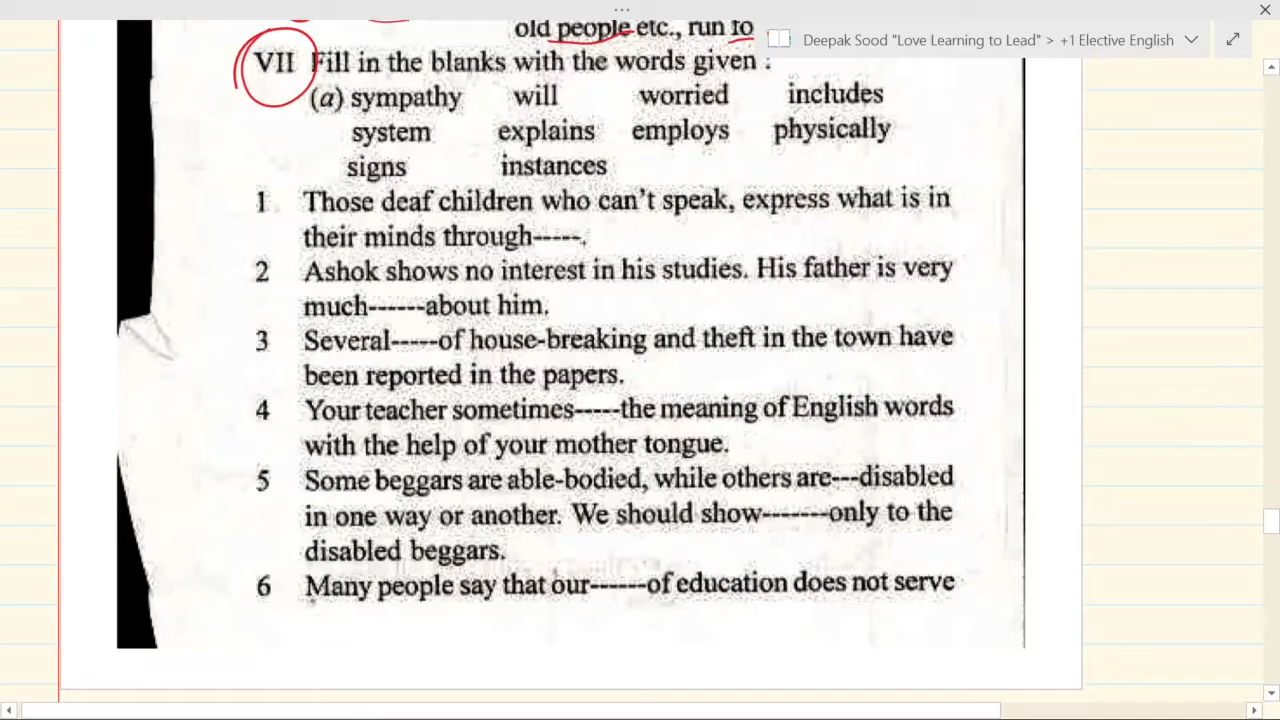 ...
old people etc., run fo
Deepak Sood "Love Learning to Lead" > +1 Elective English
VII Fill in the blanks with the words given :
(a) sympathy will worried includes
system explains employs physically
signs instances
1 Those deaf children who can't speak, express what is in
their minds through-----.
2 Ashok shows no interest in his studies. His father is very
much------about him.
3 Several-----of house-breaking and theft in the town have
been reported in the papers.
4 Your teacher sometimes-----the meaning of English words
with the help of your mother tongue.
5 Some beggars are able-bodied, while others are---disabled
in one way or another. We should show-------only to the
disabled beggars.
6 Many people say that our------of education does not serve